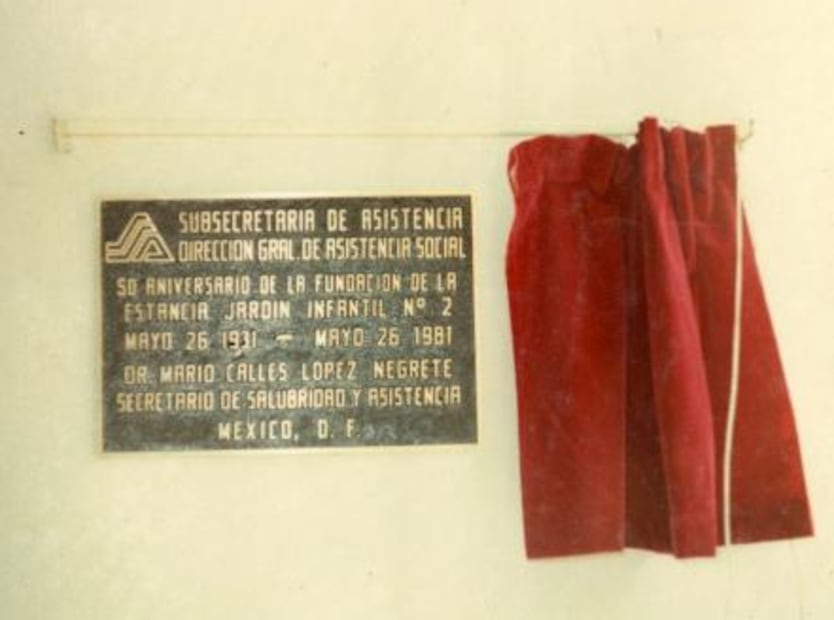 SUBSECRETARIA DE ASISTENCIA
DIRECCION GRAL. DE ASISTENCIA SOCIAL
50 ANIVERSARIO DE LA FUNDACION DE LA
ESTANCIA JARDIN INFANTIL Nº 2
MAYO 26 1931 — MAYO 26 1981
DR. MARIO CALLES LOPEZ NEGRETE
SECRETARIO DE SALUBRIDAD Y ASISTENCIA
MEXICO, D. F.